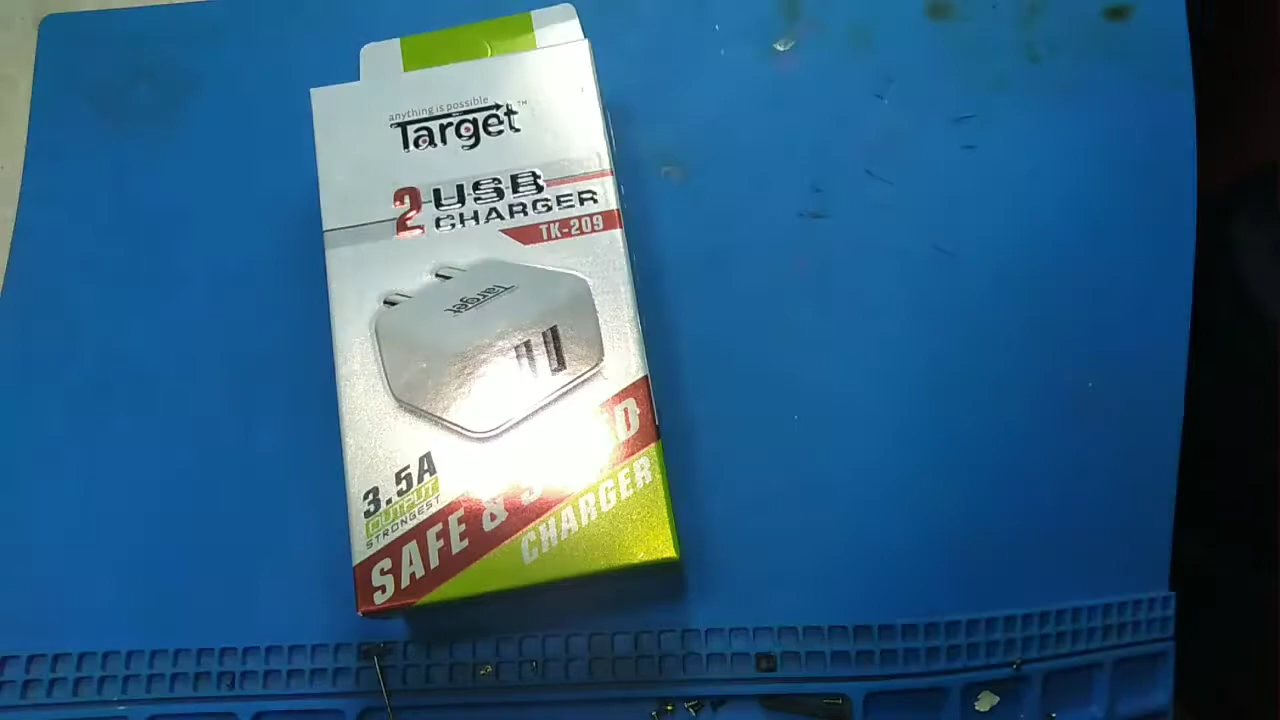 anything is possible
Target™
2 USB
CHARGER
TK-209
Target
3.5A
OUTPUT
STRONGEST
SAFE &
CHARGER